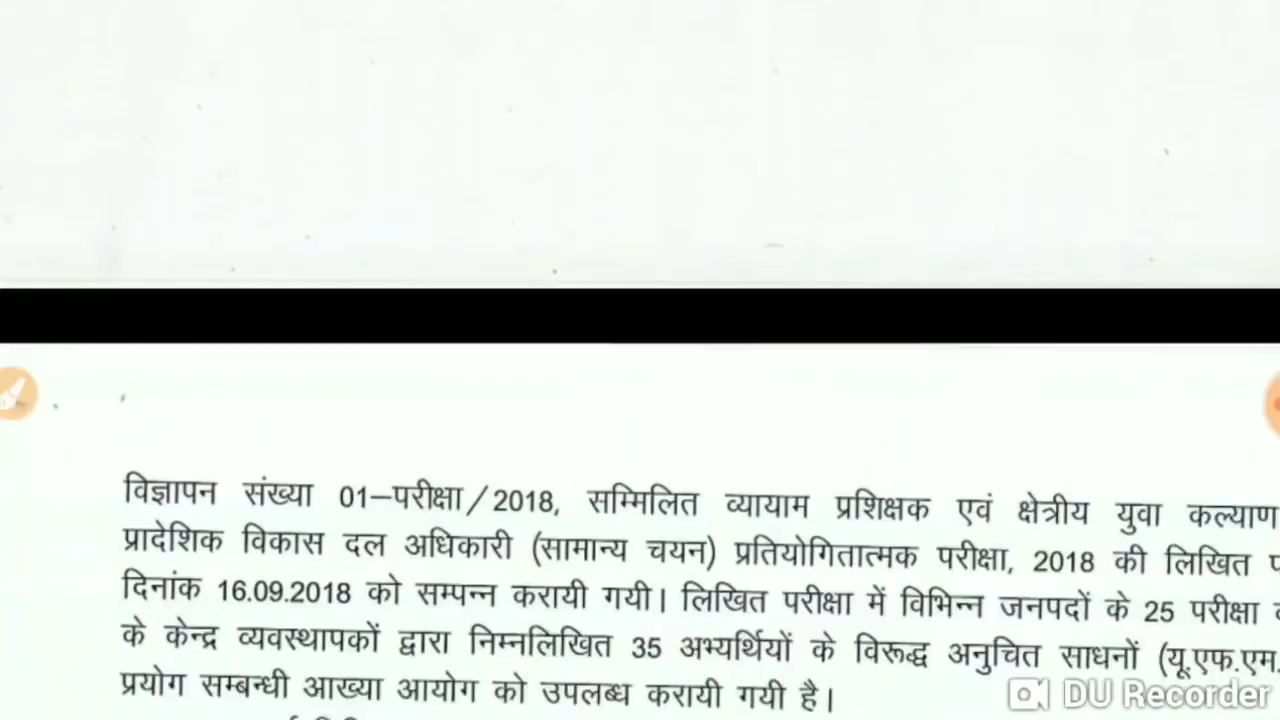 विज्ञापन संख्या 01–परीक्षा/2018, सम्मिलित व्यायाम प्रशिक्षक एवं क्षेत्रीय युवा कल्याण
प्रादेशिक विकास दल अधिकारी (सामान्य चयन) प्रतियोगितात्मक परीक्षा, 2018 की लिखित
दिनांक 16.09.2018 को सम्पन्न करायी गयी। लिखित परीक्षा में विभिन्न जनपदों के 25 परीक्षा
के केन्द्र व्यवस्थापकों द्वारा निम्नलिखित 35 अभ्यर्थियों के विरूद्ध अनुचित साधनों (यू.एफ.एम.
प्रयोग सम्बन्धी आख्या आयोग को उपलब्ध करायी गयी है।
DU Recorder